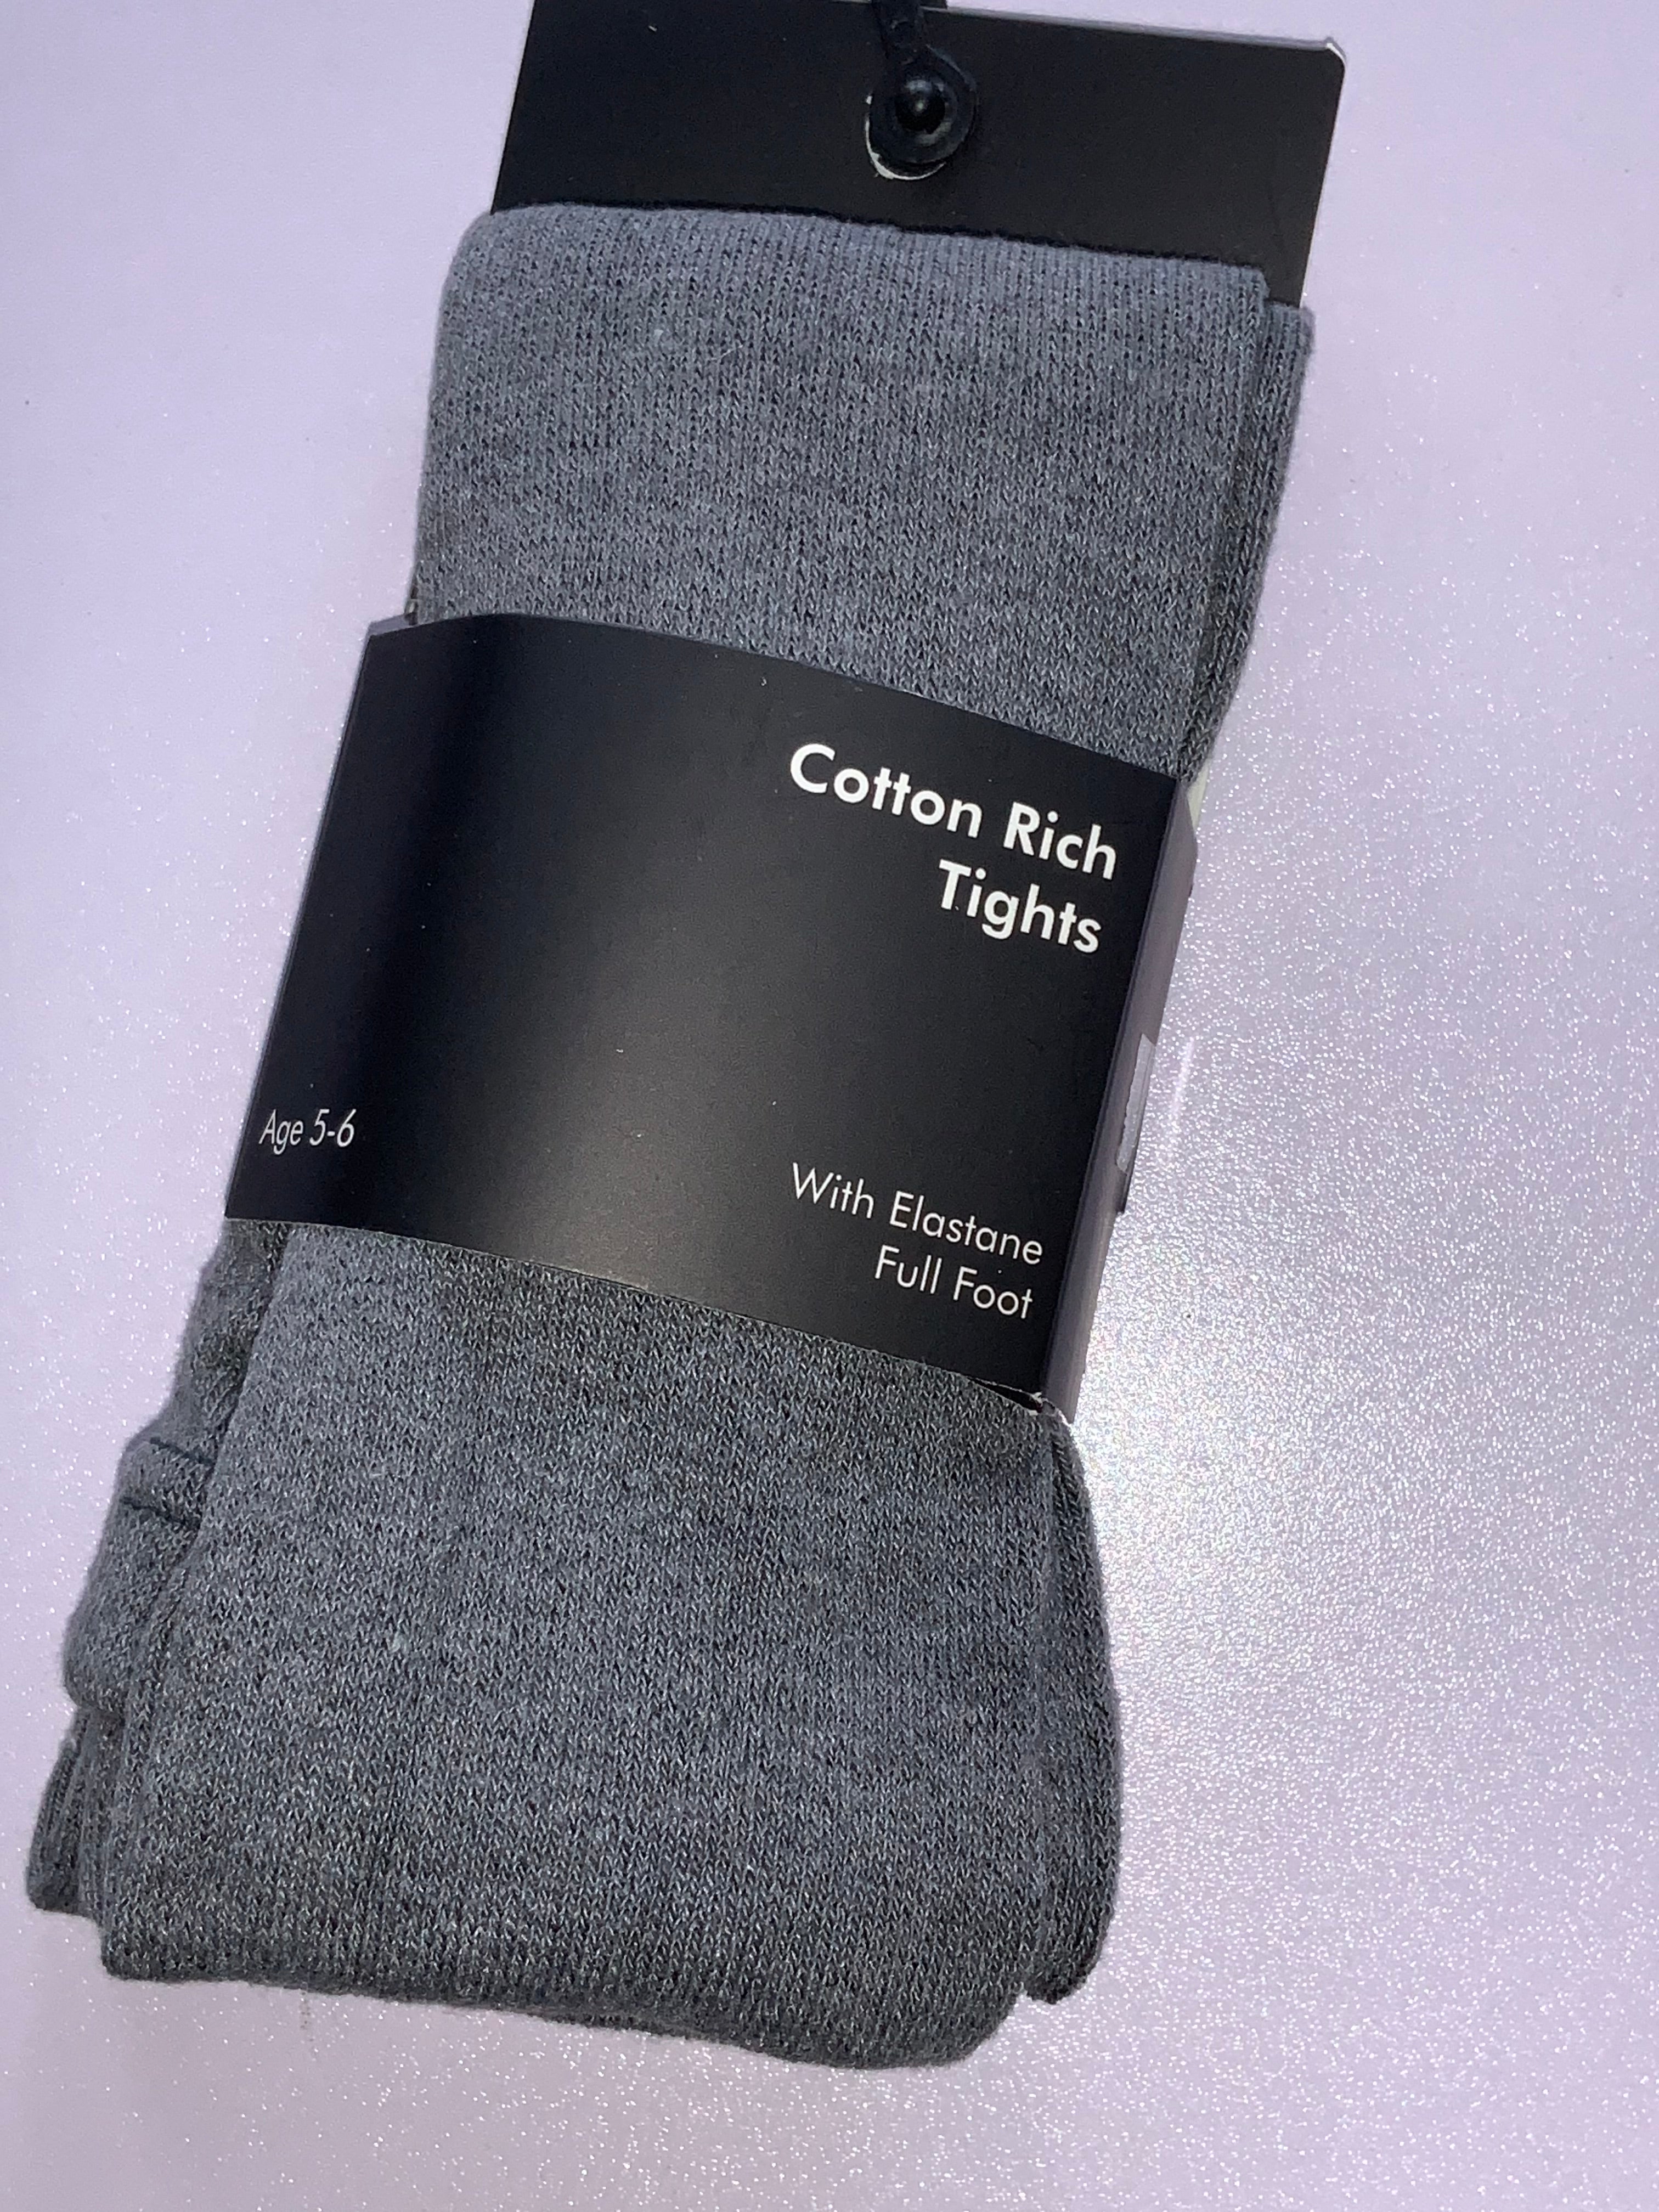 Cotton Rich
Tights
Age 5-6
With Elastane
Full Foot